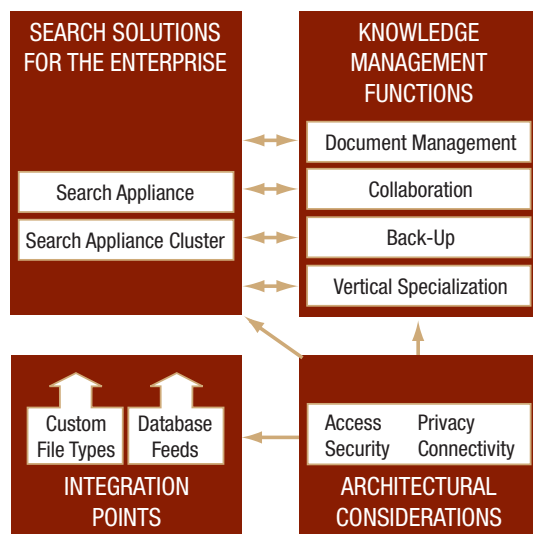 SEARCH SOLUTIONS
FOR THE ENTERPRISE
Search Appliance
Search Appliance Cluster
KNOWLEDGE
MANAGEMENT
FUNCTIONS
Document Management
Collaboration
Back-Up
Vertical Specialization
Custom
File Types
Database
Feeds
INTEGRATION
POINTS
Access Privacy
Security Connectivity
ARCHITECTURAL
CONSIDERATIONS